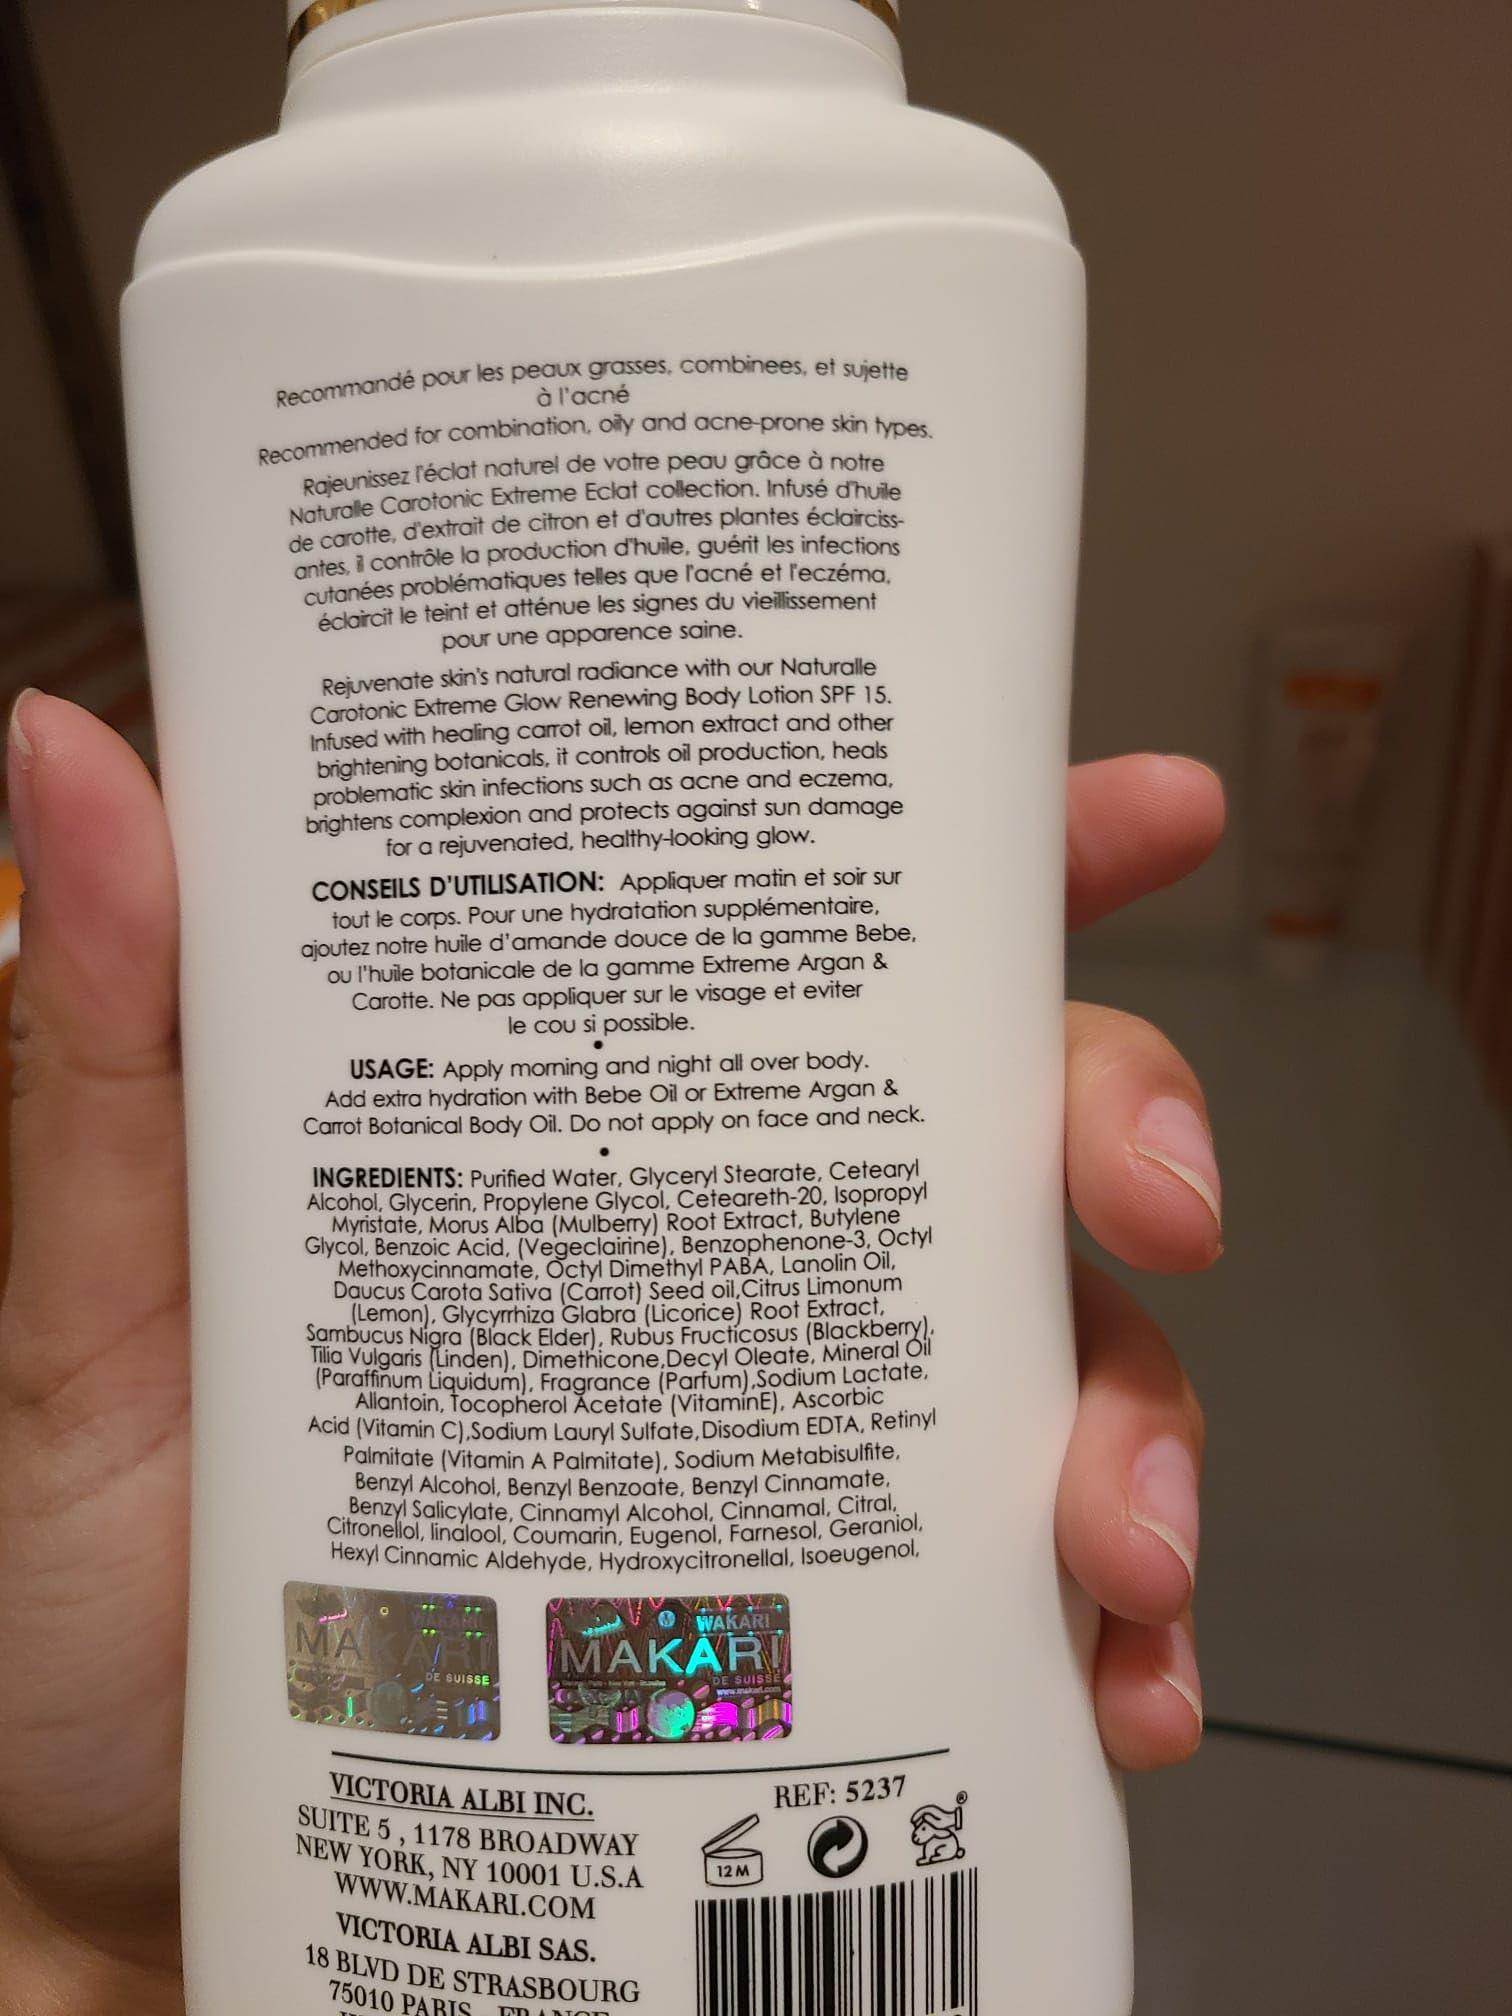 Recommandé pour les peaux grasses, combinees, et sujette
à l'acné
Recommended for combination, oily and acne-prone skin types.
Rajeunissez l'éclat naturel de votre peau grâce à notre
Naturalle Carotonic Extreme Eclat collection. Infusé d'huile
de carotte, d'extrait de citron et d'autres plantes éclairciss-
antes, il contrôle la production d'huile, guérit les infections
cutanées problématiques telles que l'acné et l'eczéma,
éclaircit le teint et atténue les signes du vieillissement
pour une apparence saine.
Rejuvenate skin's natural radiance with our Naturalle
Carotonic Extreme Glow Renewing Body Lotion SPF 15.
Infused with healing carrot oil, lemon extract and other
brightening botanicals, it controls oil production, heals
problematic skin infections such as acne and eczema,
brightens complexion and protects against sun damage
for a rejuvenated, healthy-looking glow.
CONSEILS D'UTILISATION: Appliquer matin et soir sur
tout le corps. Pour une hydratation supplémentaire,
ajoutez notre huile d'amande douce de la gamme Bebe,
ou l'huile botanicale de la gamme Extreme Argan &
Carotte. Ne pas appliquer sur le visage et eviter
le cou si possible.
•
USAGE: Apply morning and night all over body.
Add extra hydration with Bebe Oil or Extreme Argan &
Carrot Botanical Body Oil. Do not apply on face and neck.
•
INGREDIENTS: Purified Water, Glyceryl Stearate, Cetearyl
Alcohol, Glycerin, Propylene Glycol, Ceteareth-20, Isopropyl
Myristate, Morus Alba (Mulberry) Root Extract, Butylene
Glycol, Benzoic Acid, (Vegeclairine), Benzophenone-3, Octyl
Methoxycinnamate, Octyl Dimethyl PABA, Lanolin Oil,
Daucus Carota Sativa (Carrot) Seed oil,Citrus Limonum
(Lemon), Glycyrrhiza Glabra (Licorice) Root Extract,
Sambucus Nigra (Black Elder), Rubus Fructicosus (Blackberry),
Tilia Vulgaris (Linden), Dimethicone,Decyl Oleate, Mineral Oil
(Paraffinum Liquidum), Fragrance (Parfum),Sodium Lactate,
Allantoin, Tocopherol Acetate (VitaminE), Ascorbic
Acid (Vitamin C),Sodium Lauryl Sulfate,Disodium EDTA, Retinyl
Palmitate (Vitamin A Palmitate), Sodium Metabisulfite,
Benzyl Alcohol, Benzyl Benzoate, Benzyl Cinnamate,
Benzyl Salicylate, Cinnamyl Alcohol, Cinnamal, Citral,
Citronellol, linalool, Coumarin, Eugenol, Farnesol, Geraniol,
Hexyl Cinnamic Aldehyde, Hydroxycitronellal, Isoeugenol,
MAKARI
MAKARI
DE SUISSE
MAKARI
MAKARI
DE SUISSE
www.makari.com
VICTORIA ALBI INC.
SUITE 5 , 1178 BROADWAY
NEW YORK, NY 10001 U.S.A
WWW.MAKARI.COM
VICTORIA ALBI SAS.
18 BLVD DE STRASBOURG
75010 PARIS - FRANCE
REF: 5237
12 M
®